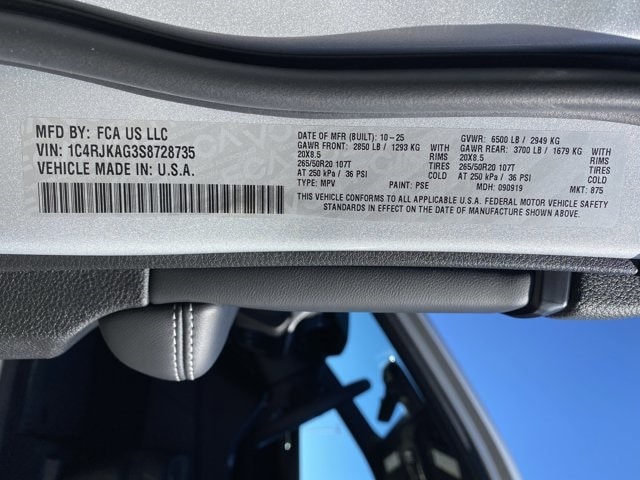 MFD BY: FCA US LLC
VIN: 1C4RJKAG3S8728735
VEHICLE MADE IN: U.S.A.
DATE OF MFR (BUILT): 10-25
GAWR FRONT: 2850 LB / 1293 KG
20X8.5 RIMS
265/50R20 107T TIRES
AT 250 kPa / 36 PSI COLD
TYPE: MPV PAINT: PSE
GVWR: 6500 LB / 2949 KG
GAWR REAR: 3700 LB / 1679 KG
20X8.5 RIMS
265/50R20 107T TIRES
AT 250 kPa / 36 PSI COLD
MDH: 090919 MKT: 875
THIS VEHICLE CONFORMS TO ALL APPLICABLE U.S.A. FEDERAL MOTOR VEHICLE SAFETY
STANDARDS IN EFFECT ON THE DATE OF MANUFACTURE SHOWN ABOVE.